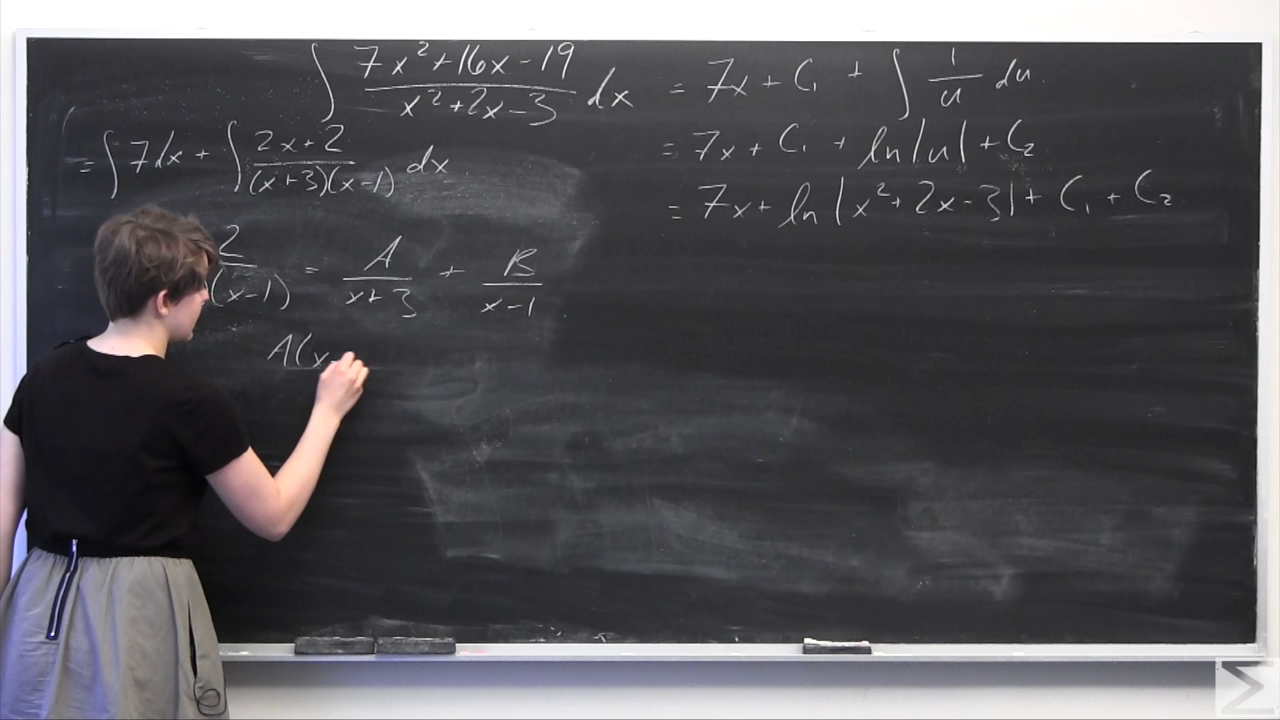 ∫ (7x²+16x-19)/(x²+2x-3) dx
= ∫ 7dx + ∫ (2x+2)/((x+3)(x-1)) dx
2/(x-1) = A/(x+3) + B/(x-1)
A(x
= 7x + C₁ + ∫ 1/u du
= 7x + C₁ + ln|u| + C₂
= 7x + ln|x²+2x-3| + C₁ + C₂
Σ